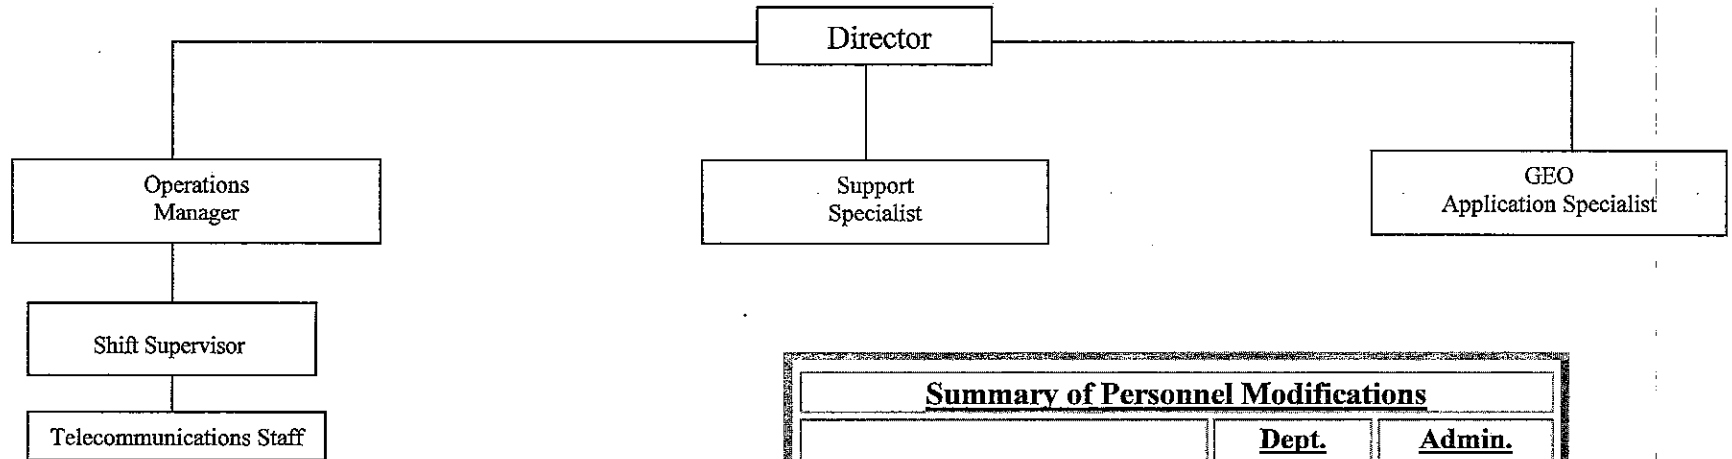 Director
Operations
Manager
Support
Specialist
GEO
Application Specialist
Shift Supervisor
Telecommunications Staff
Summary of Personnel Modifications
Dept. Admin.